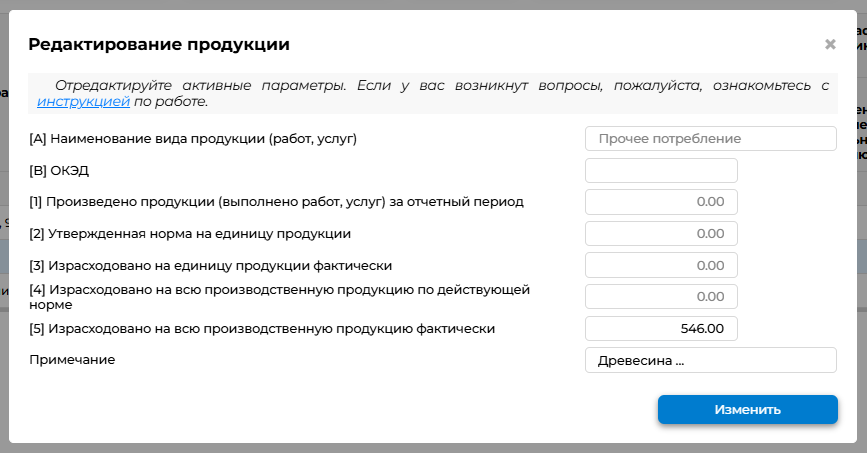 Редактирование продукции
Отредактируйте активные параметры. Если у вас возникнут вопросы, пожалуйста, ознакомьтесь с
инструкцией по работе.
[A] Наименование вида продукции (работ, услуг)
Прочее потребление
[B] ОКЭД
[1] Произведено продукции (выполнено работ, услуг) за отчетный период
0.00
[2] Утвержденная норма на единицу продукции
0.00
[3] Израсходовано на единицу продукции фактически
0.00
[4] Израсходовано на всю производственную продукцию по действующей
норме
0.00
[5] Израсходовано на всю производственную продукцию фактически
546.00
Примечание
Древесина ...
Изменить